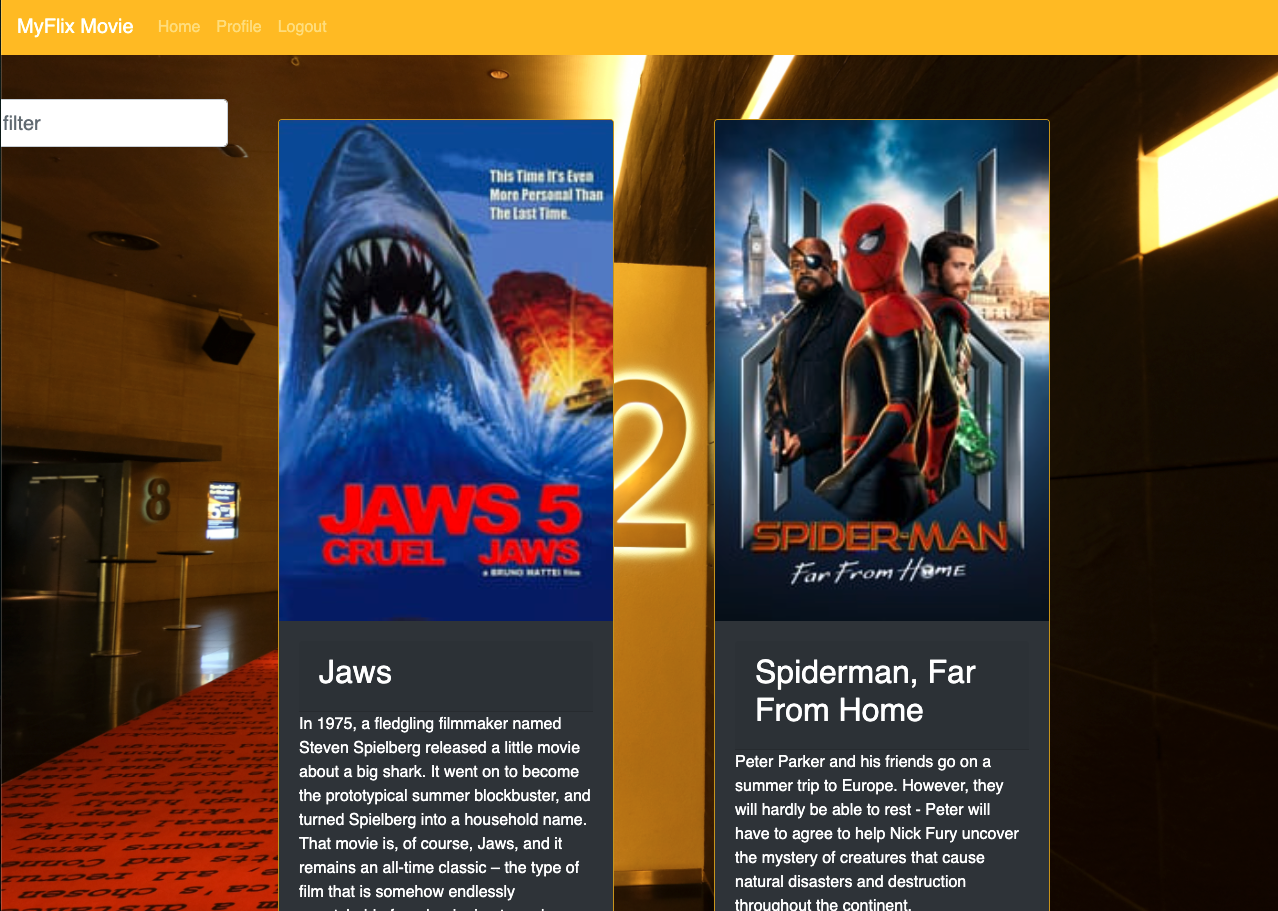 MyFlix Movie Home Profile Logout
filter
This Time It's Even
More Personal Than
The Last Time.
JAWS 5
CRUEL JAWS
a BRUNO MATTEI film
SPIDER-MAN
Far From Home
2
8
Jaws
In 1975, a fledgling filmmaker named
Steven Spielberg released a little movie
about a big shark. It went on to become
the prototypical summer blockbuster, and
turned Spielberg into a household name.
That movie is, of course, Jaws, and it
remains an all-time classic – the type of
film that is somehow endlessly
Spiderman, Far
From Home
Peter Parker and his friends go on a
summer trip to Europe. However, they
will hardly be able to rest - Peter will
have to agree to help Nick Fury uncover
the mystery of creatures that cause
natural disasters and destruction
throughout the continent.